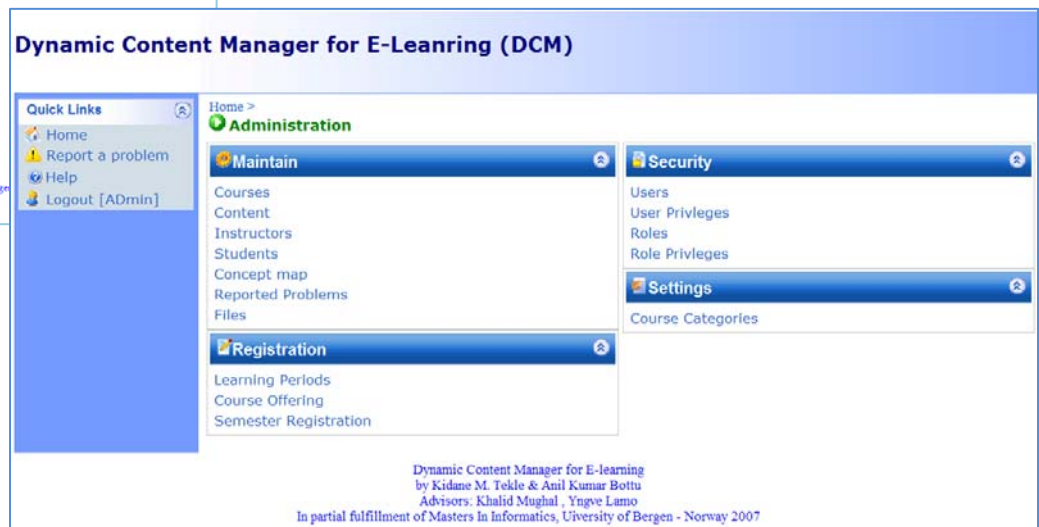 Dynamic Content Manager for E-Leanring (DCM)
Quick Links
Home
Report a problem
Help
Logout [ADmin]
Home >
Administration
Maintain
Courses
Content
Instructors
Students
Concept map
Reported Problems
Files
Registration
Learning Periods
Course Offering
Semester Registration
Security
Users
User Privleges
Roles
Role Privleges
Settings
Course Categories
Dynamic Content Manager for E-learning
by Kidane M. Tekle & Anil Kumar Bottu
Advisors: Khalid Mughal , Yngve Lamo
In partial fulfillment of Masters In Informatics, Uiversity of Bergen - Norway 2007